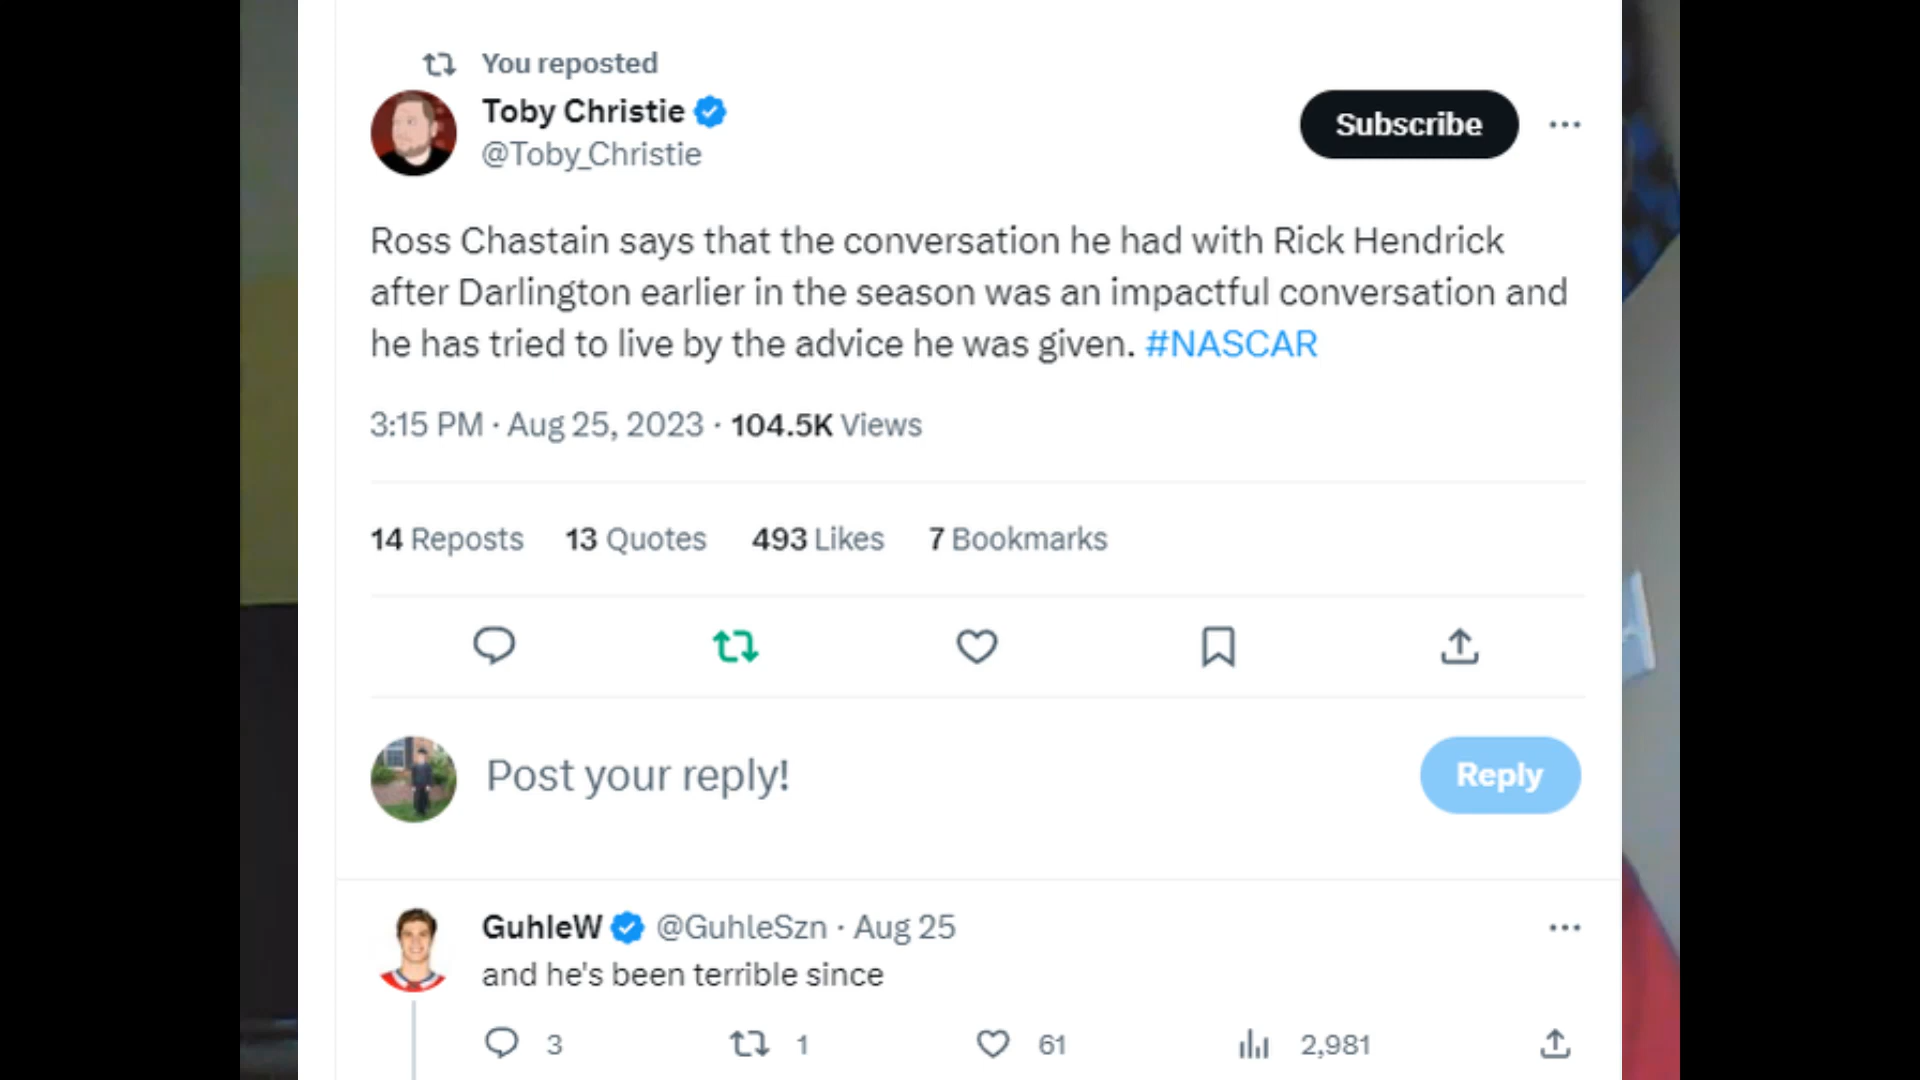 You reposted
Toby Christie
@Toby_Christie
Subscribe
Ross Chastain says that the conversation he had with Rick Hendrick
after Darlington earlier in the season was an impactful conversation and
he has tried to live by the advice he was given. #NASCAR
3:15 PM · Aug 25, 2023 · 104.5K Views
14 Reposts 13 Quotes 493 Likes 7 Bookmarks
Post your reply!
Reply
GuhleW @GuhleSzn · Aug 25
and he's been terrible since
3 1 61 2,981